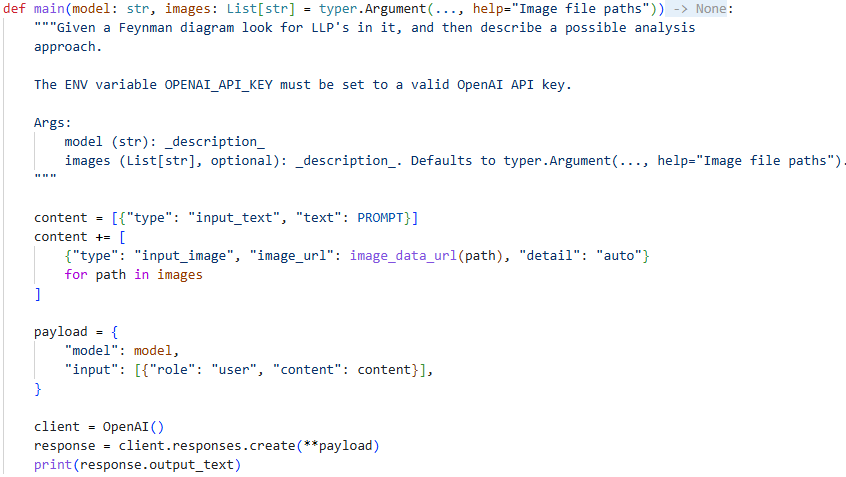 def main(model: str, images: List[str] = typer.Argument(..., help="Image file paths")) -> None:
    """Given a Feynman diagram look for LLP's in it, and then describe a possible analysis
    approach.

    The ENV variable OPENAI_API_KEY must be set to a valid OpenAI API key.

    Args:
        model (str): _description_
        images (List[str], optional): _description_. Defaults to typer.Argument(..., help="Image file paths").
    """

    content = [{"type": "input_text", "text": PROMPT}]
    content += [
        {"type": "input_image", "image_url": image_data_url(path), "detail": "auto"}
        for path in images
    ]

    payload = {
        "model": model,
        "input": [{"role": "user", "content": content}],
    }

    client = OpenAI()
    response = client.responses.create(**payload)
    print(response.output_text)